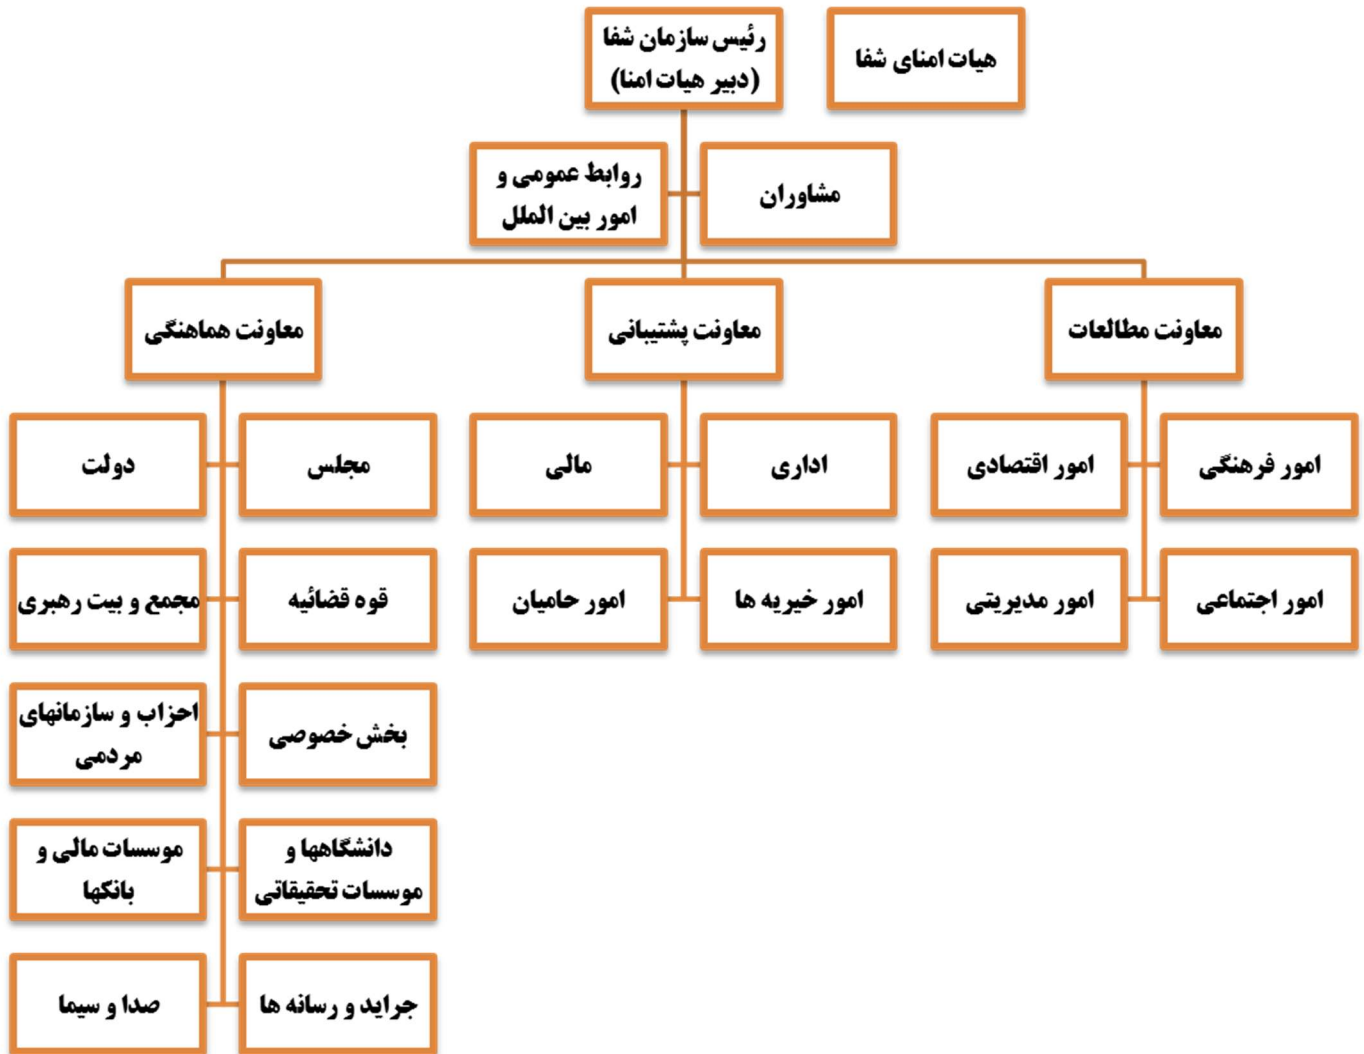 هیات امنای شفا
رئیس سازمان شفا
(دبیر هیات امنا)
مشاوران
روابط عمومی و
امور بین الملل
معاونت مطالعات
معاونت پشتیبانی
معاونت هماهنگی
امور فرهنگی
امور اقتصادی
اداری
مالی
مجلس
دولت
امور اجتماعی
امور مدیریتی
امور خیریه ها
امور حامیان
قوه قضائیه
مجمع و بیت رهبری
بخش خصوصی
احزاب و سازمانهای
مردمی
دانشگاهها و
موسسات تحقیقاتی
موسسات مالی و
بانکها
جراید و رسانه ها
صدا و سیما